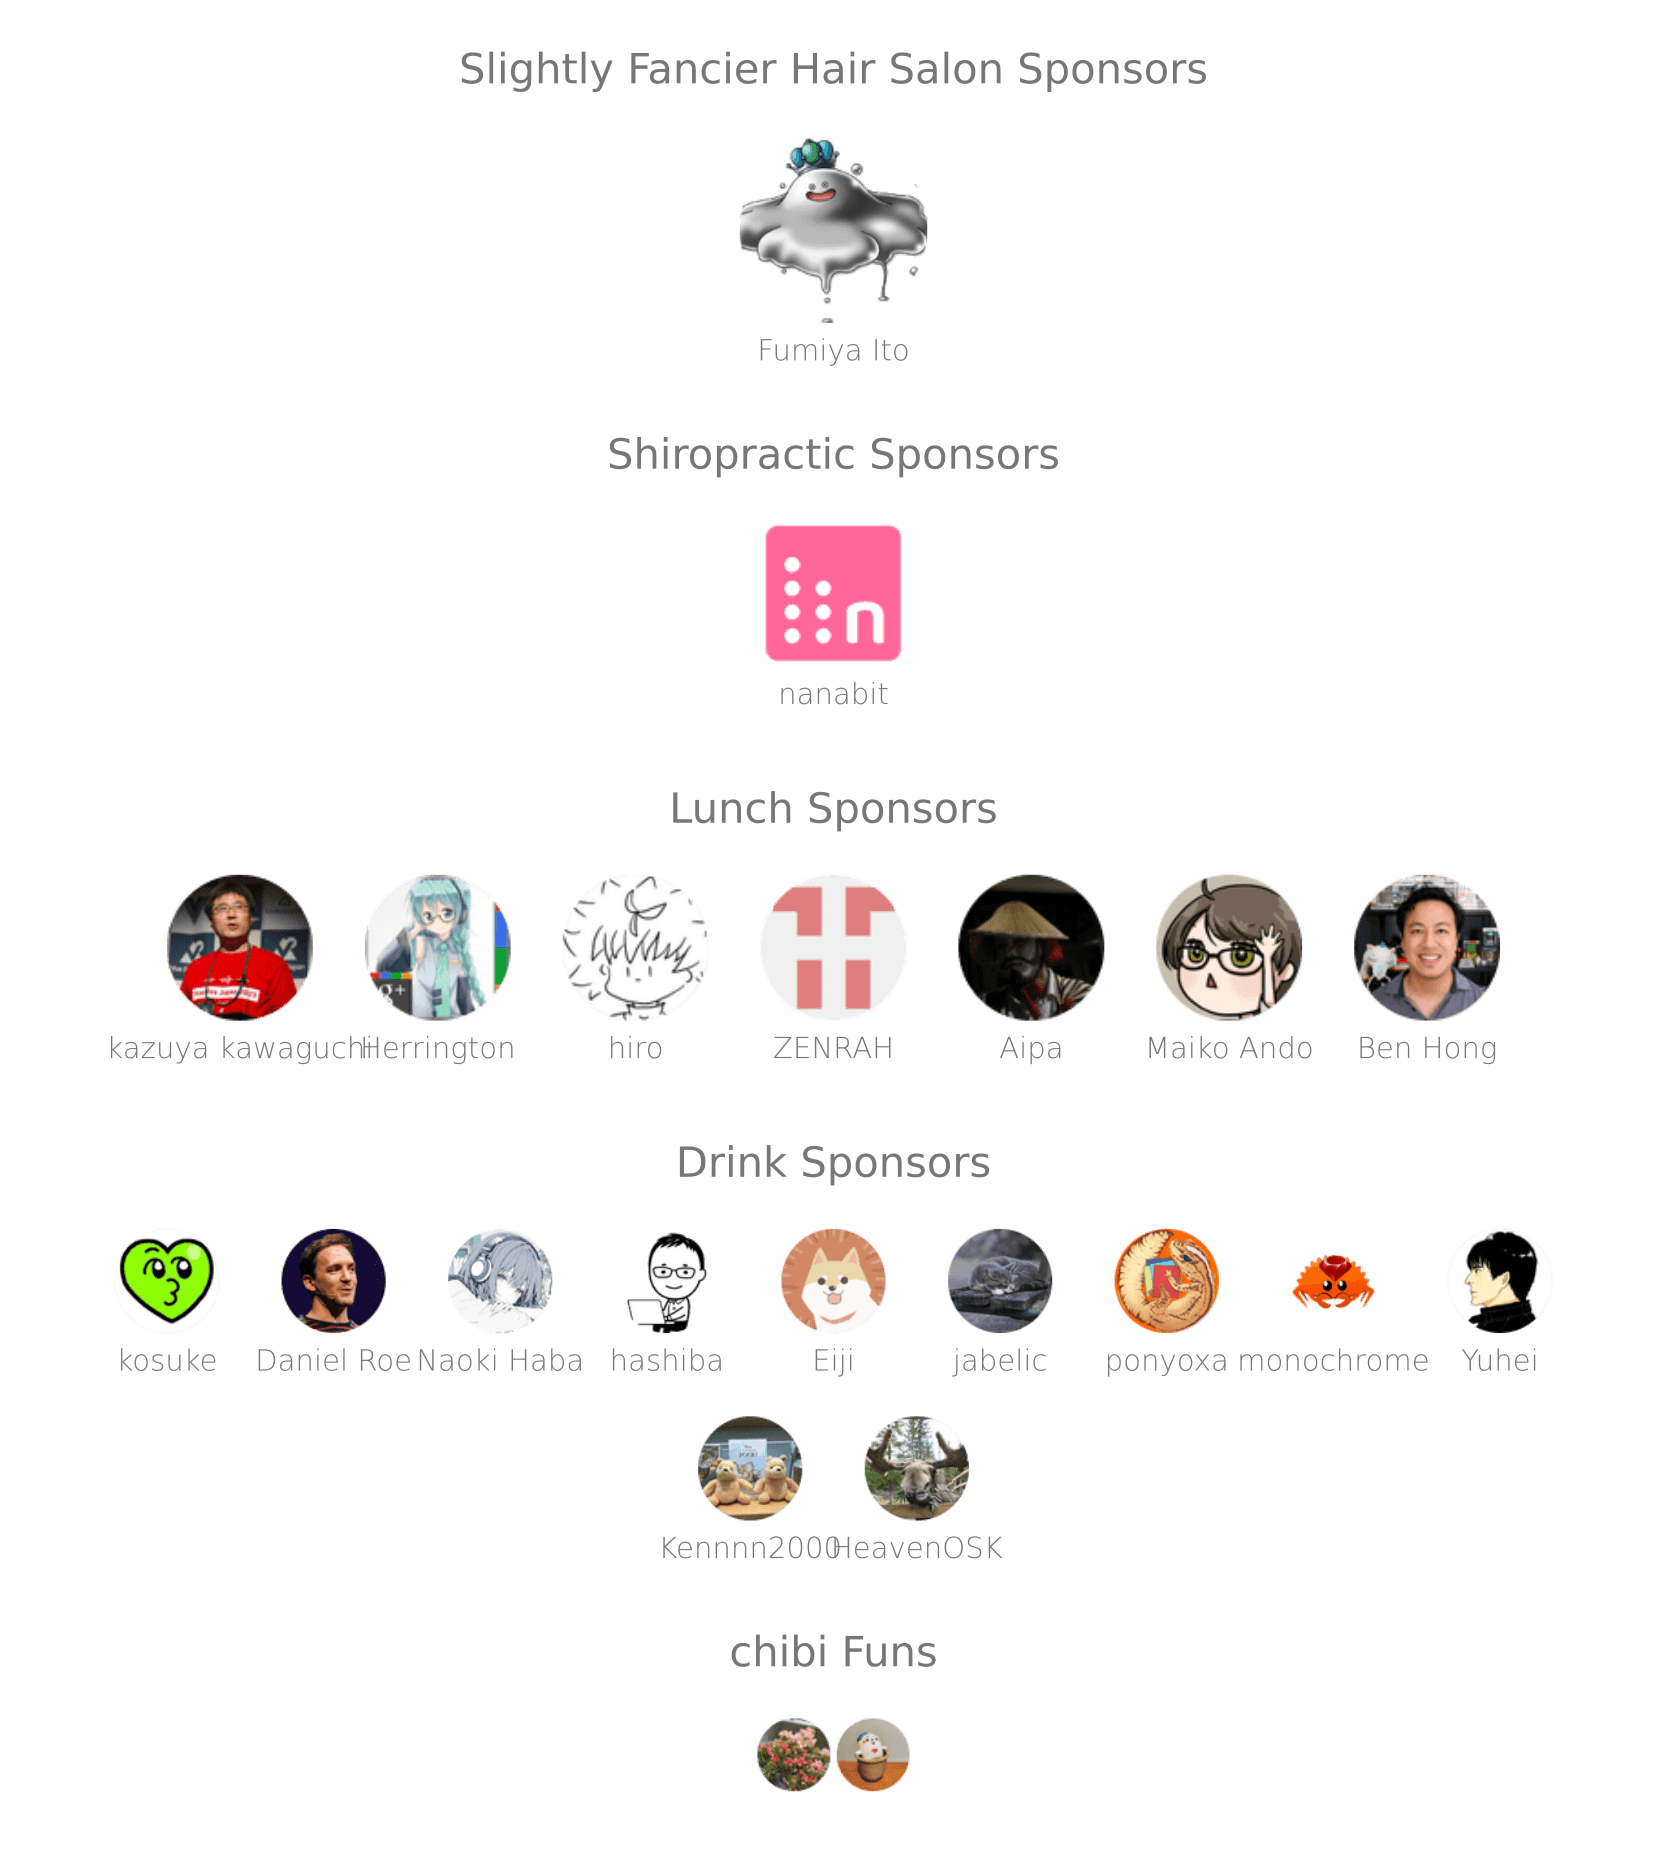 Slightly Fancier Hair Salon Sponsors
Fumiya Ito
Shiropractic Sponsors
n
nanabit
Lunch Sponsors
g+
kazuya kawaguchi Herrington hiro ZENRAH Aipa Maiko Ando Ben Hong
Drink Sponsors
kosuke Daniel Roe Naoki Haba hashiba Eiji jabelic ponyoxa monochrome Yuhei
Kennnn2000 HeavenOSK
chibi Funs